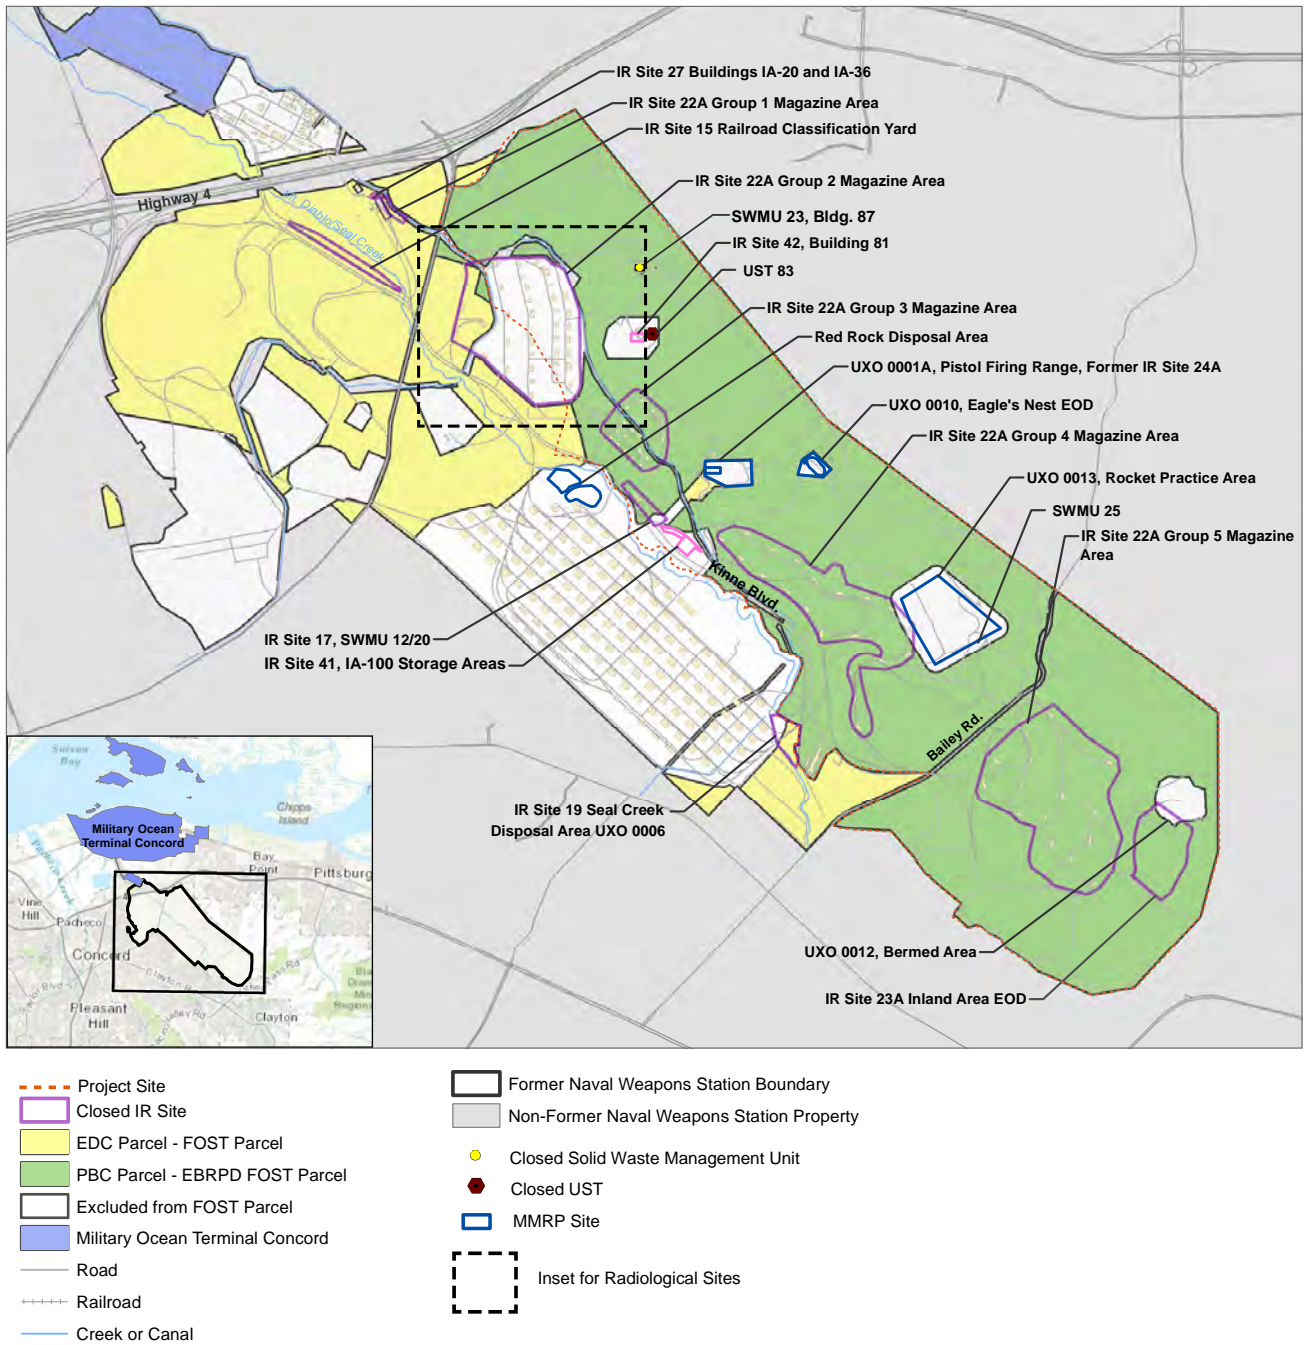 IR Site 27 Buildings IA-20 and IA-36
IR Site 22A Group 1 Magazine Area
IR Site 15 Railroad Classification Yard
IR Site 22A Group 2 Magazine Area
Highway 4
Mt. Diablo/Seal Creek
SWMU 23, Bldg. 87
IR Site 42, Building 81
UST 83
IR Site 22A Group 3 Magazine Area
Red Rock Disposal Area
UXO 0001A, Pistol Firing Range, Former IR Site 24A
UXO 0010, Eagle's Nest EOD
IR Site 22A Group 4 Magazine Area
UXO 0013, Rocket Practice Area
SWMU 25
IR Site 22A Group 5 Magazine
Area
Kinne Blvd.
IR Site 17, SWMU 12/20
IR Site 41, IA-100 Storage Areas
Bailey Rd.
IR Site 19 Seal Creek
Disposal Area UXO 0006
UXO 0012, Bermed Area
IR Site 23A Inland Area EOD
Suisun
Bay
Chipps
Island
Military Ocean
Terminal Concord
Pacheco Creek
Bay
Point
Pittsburg
Vine
Hill
Pacheco
Concord
Clayton
Pleasant
Hill
Clayton
Project Site
Closed IR Site
EDC Parcel - FOST Parcel
PBC Parcel - EBRPD FOST Parcel
Excluded from FOST Parcel
Military Ocean Terminal Concord
Road
Railroad
Creek or Canal
Former Naval Weapons Station Boundary
Non-Former Naval Weapons Station Property
Closed Solid Waste Management Unit
Closed UST
MMRP Site
Inset for Radiological Sites